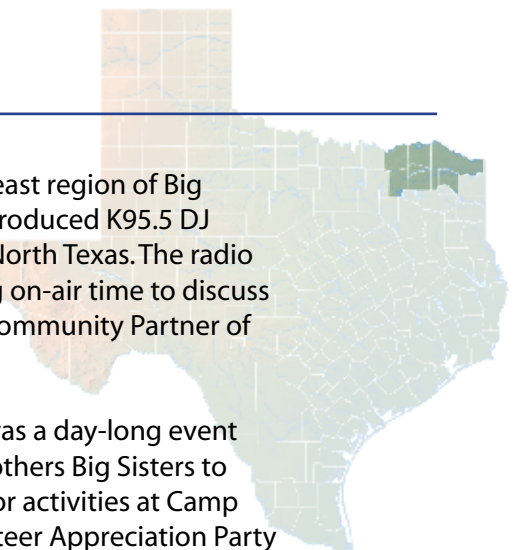 east region of Big
roduced K95.5 DJ
North Texas. The radio
g on-air time to discuss
ommunity Partner of
as a day-long event
others Big Sisters to
or activities at Camp
teer Appreciation Party